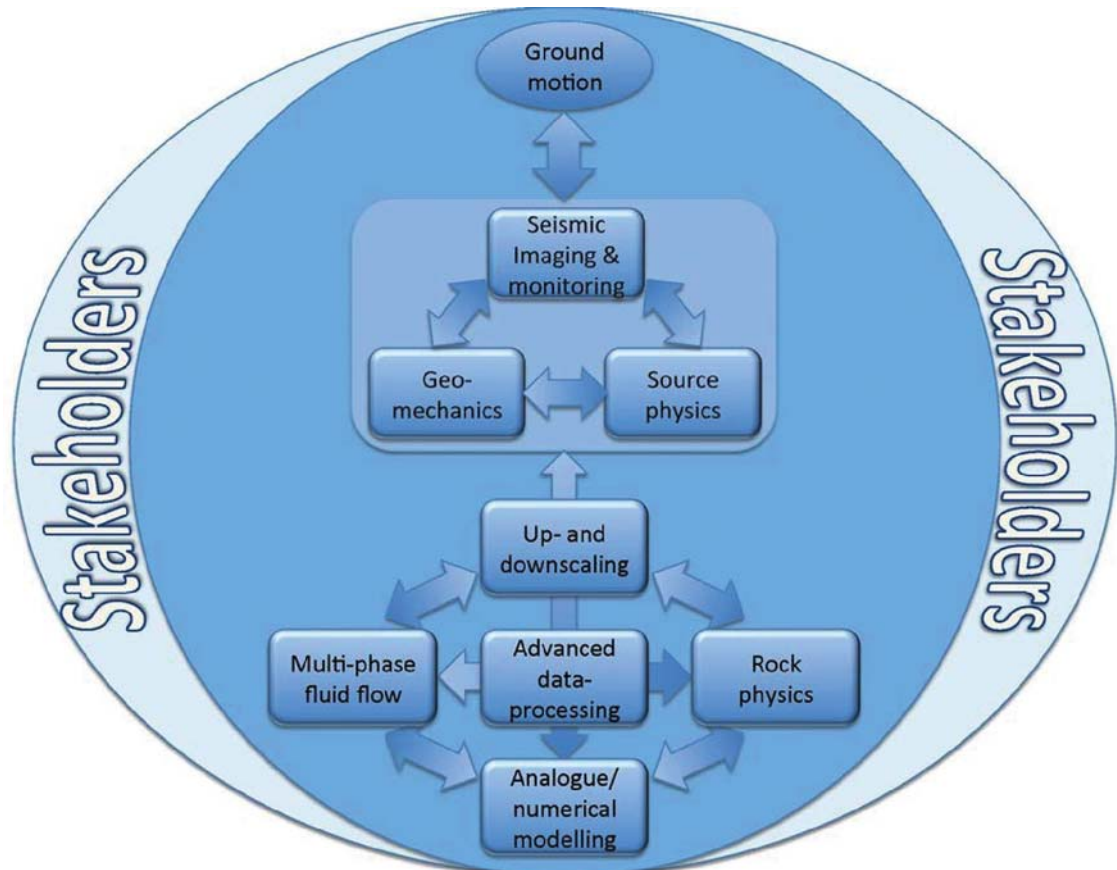 Ground
motion
Stakeholders
Stakeholders
Seismic
Imaging &
monitoring
Geo-
mechanics
Source
physics
Up- and
downscaling
Multi-phase
fluid flow
Advanced
data-
processing
Rock
physics
Analogue/
numerical
modelling